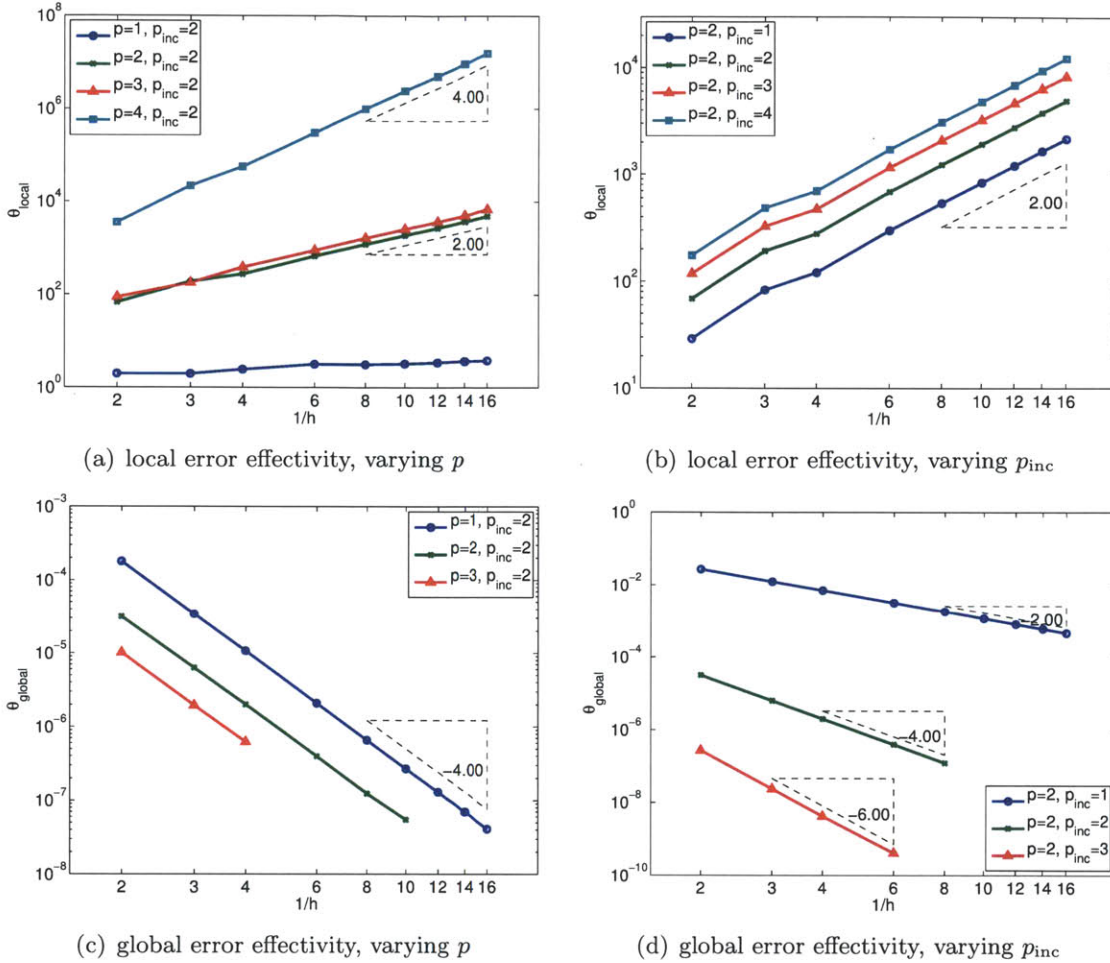 10^8
10^6
10^4
10^2
10^0
θ_local
p=1, p_inc=2
p=2, p_inc=2
p=3, p_inc=2
p=4, p_inc=2
4.00
2.00
2 3 4 6 8 10 12 14 16
1/h
(a) local error effectivity, varying p
10^4
10^3
10^2
10^1
θ_local
p=2, p_inc=1
p=2, p_inc=2
p=2, p_inc=3
p=2, p_inc=4
2.00
2 3 4 6 8 10 12 14 16
1/h
(b) local error effectivity, varying p_inc
10^-3
10^-4
10^-5
10^-6
10^-7
10^-8
θ_global
p=1, p_inc=2
p=2, p_inc=2
p=3, p_inc=2
−4.00
2 3 4 6 8 10 12 14 16
1/h
(c) global error effectivity, varying p
10^0
10^-2
10^-4
10^-6
10^-8
10^-10
θ_global
−2.00
−4.00
−6.00
p=2, p_inc=1
p=2, p_inc=2
p=2, p_inc=3
2 3 4 6 8 10 12 14 16
1/h
(d) global error effectivity, varying p_inc